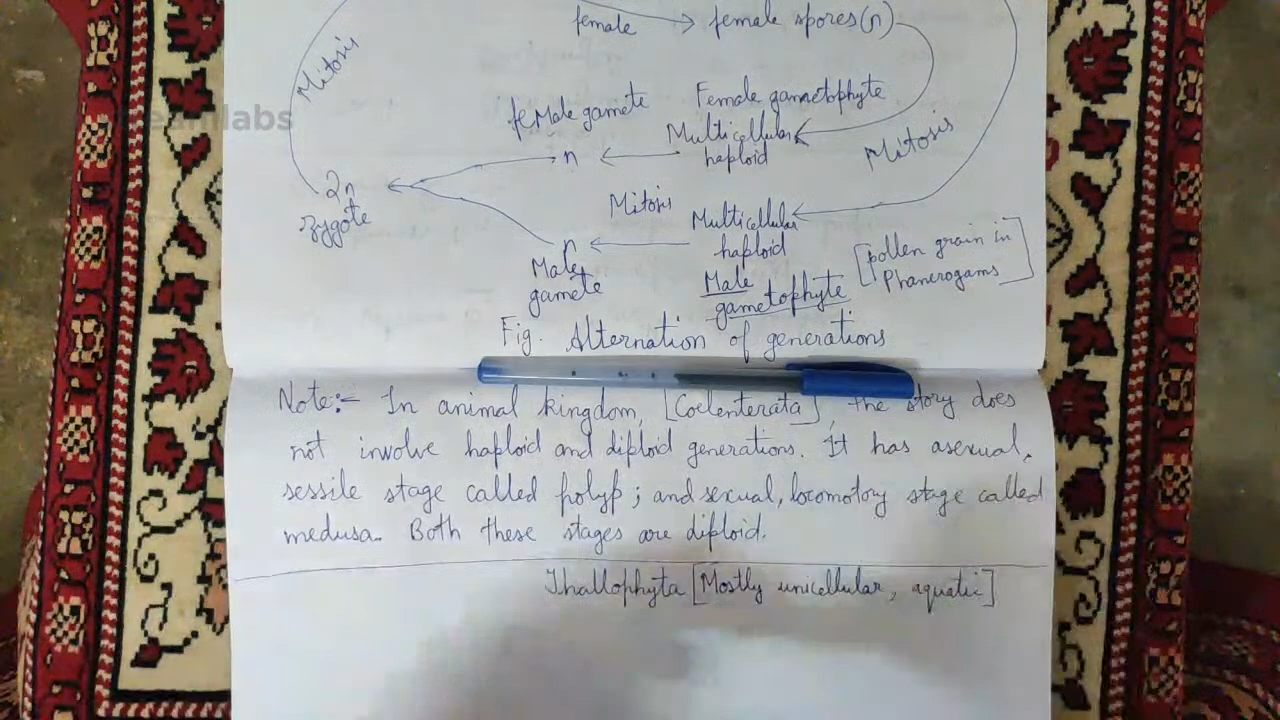 female → female spores (n)
Mitosis
female gamete
Female gametophyte
Multicellular
haploid
Mitosis
n
2n
zygote
Mitosis
Multicellular
haploid
n
Male
gamete
Male
gametophyte
[pollen grain in
Phanerogams]
Fig. Alternation of generations
Note:- In animal kingdom, [Coelenterata], the story does
not involve haploid and diploid generations. It has asexual,
sessile stage called polyp; and sexual, locomotory stage called
medusa. Both these stages are diploid.
Thallophyta [Mostly unicellular, aquatic]